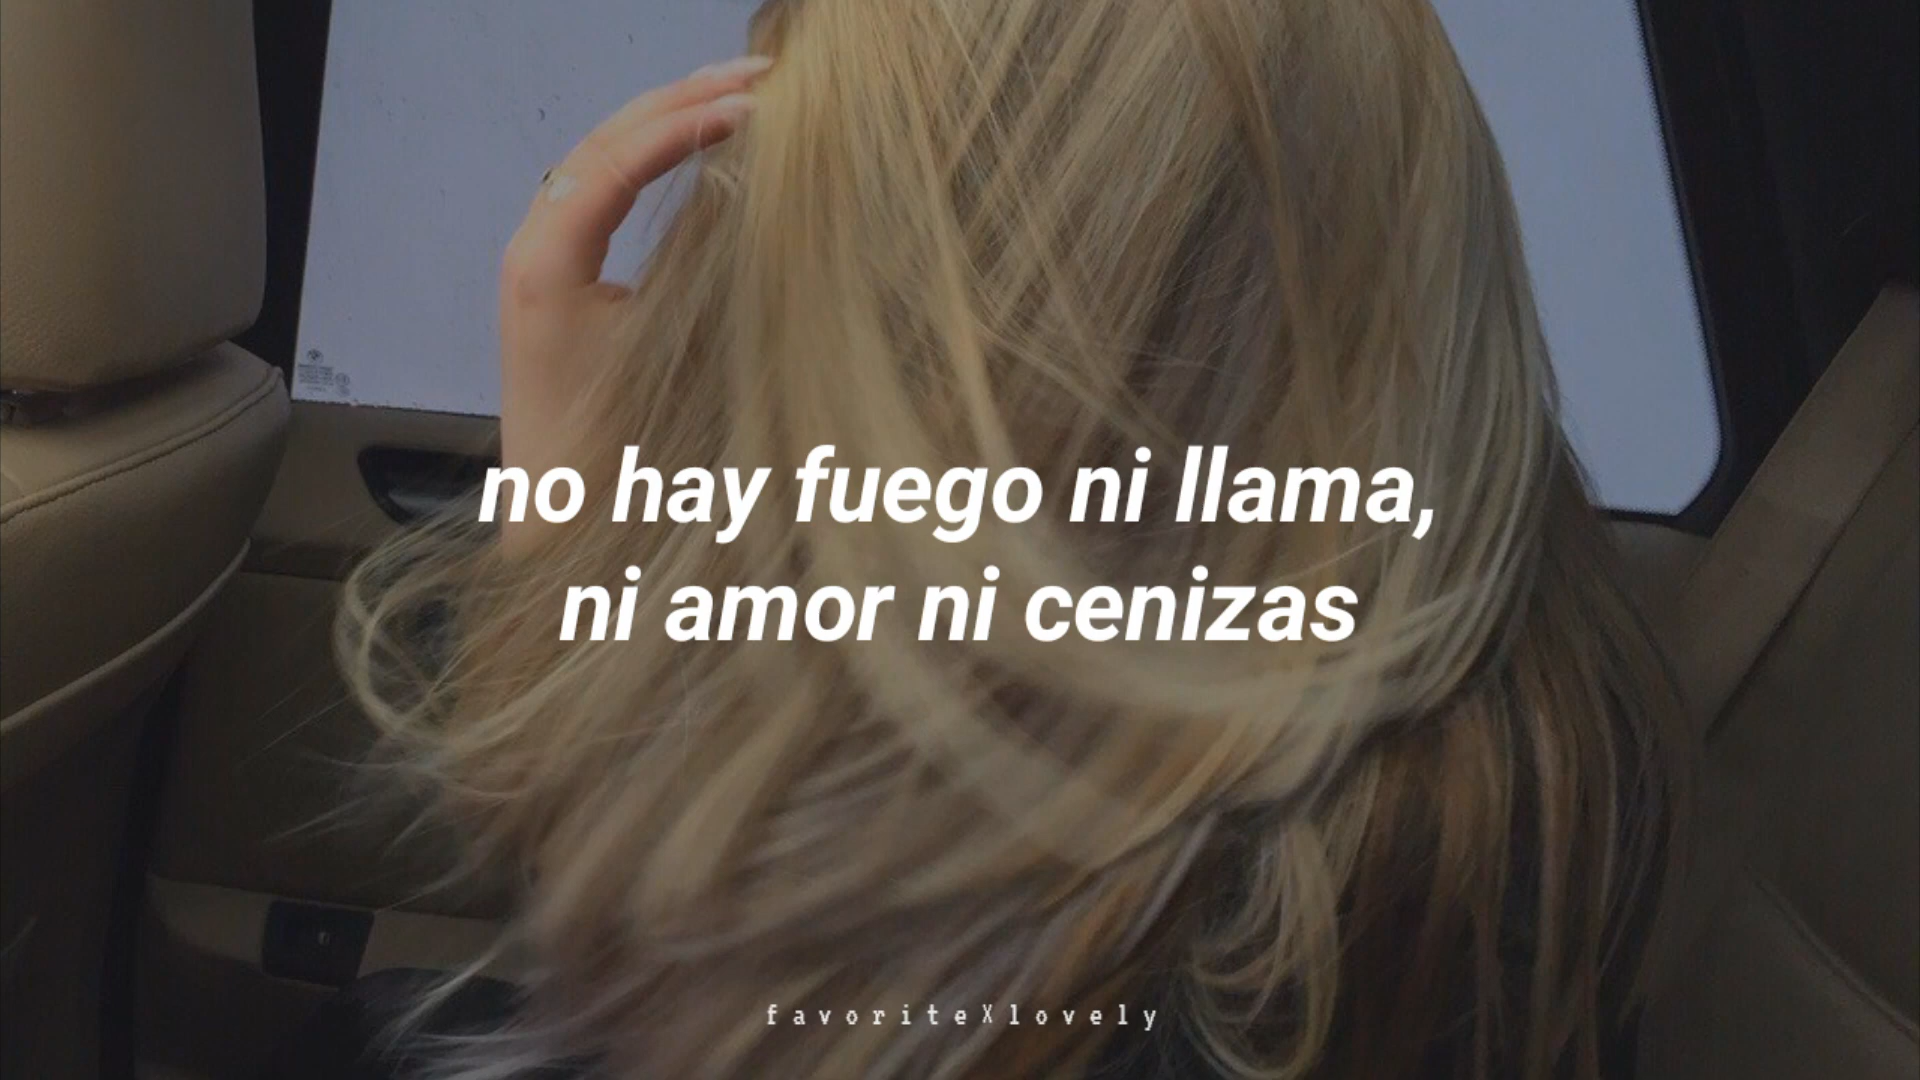 no hay fuego ni llama,
ni amor ni cenizas
favoriteXlovely